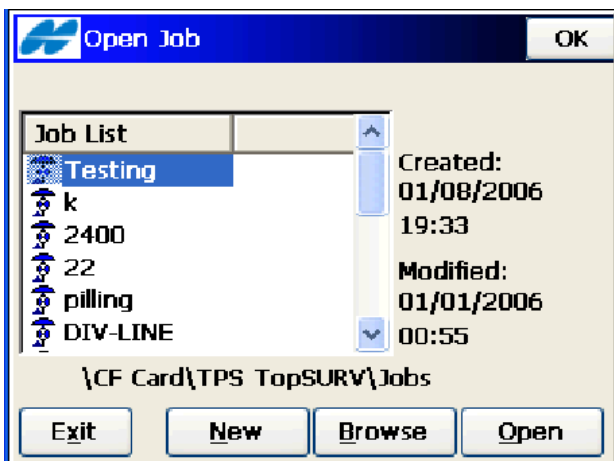 Open Job
OK
Job List
Testing
k
2400
22
pilling
DIV-LINE
Created:
01/08/2006
19:33
Modified:
01/01/2006
00:55
\CF Card\TPS TopSURV\Jobs
Exit
New
Browse
Open